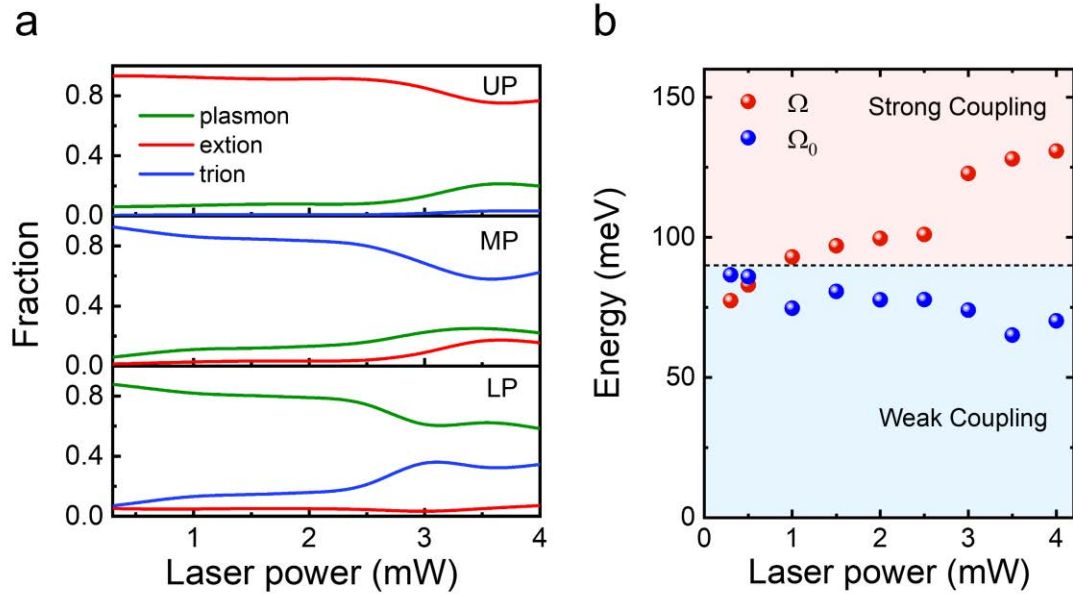 a
UP
plasmon
extion
trion
0.8
0.4
0.0
MP
0.8
0.4
0.0
LP
0.8
0.4
0.0
Fraction
1 2 3 4
Laser power (mW)
b
Ω
Ω₀
Strong Coupling
Weak Coupling
150
100
50
0
Energy (meV)
0 1 2 3 4
Laser power (mW)